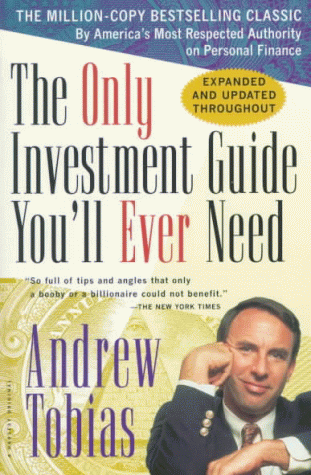 THE MILLION-COPY BESTSELLING CLASSIC
By America's Most Respected Authority
on Personal Finance
EXPANDED
AND UPDATED
THROUGHOUT
The Only
Investment Guide
You'll Ever Need
"So full of tips and angles that only
a booby or a billionaire could not benefit."
—THE NEW YORK TIMES
Andrew
Tobias
A HARVEST ORIGINAL